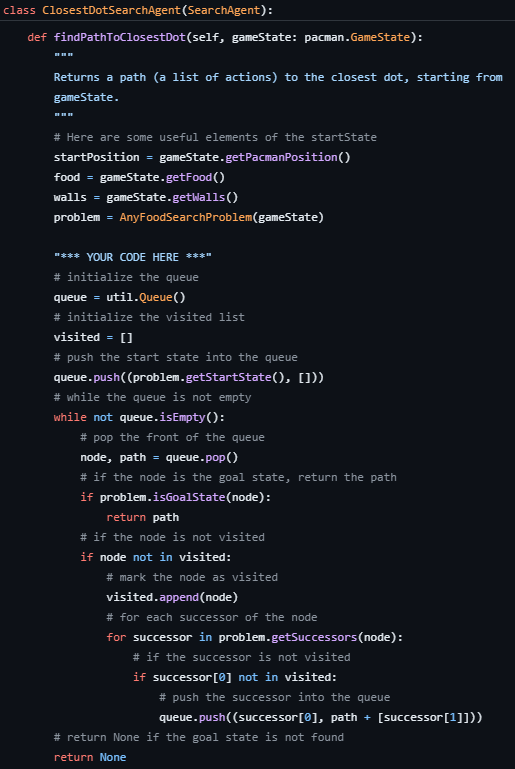 class ClosestDotSearchAgent(SearchAgent):
    def findPathToClosestDot(self, gameState: pacman.GameState):
        """
        Returns a path (a list of actions) to the closest dot, starting from
        gameState.
        """
        # Here are some useful elements of the startState
        startPosition = gameState.getPacmanPosition()
        food = gameState.getFood()
        walls = gameState.getWalls()
        problem = AnyFoodSearchProblem(gameState)

        "*** YOUR CODE HERE ***"
        # initialize the queue
        queue = util.Queue()
        # initialize the visited list
        visited = []
        # push the start state into the queue
        queue.push((problem.getStartState(), []))
        # while the queue is not empty
        while not queue.isEmpty():
            # pop the front of the queue
            node, path = queue.pop()
            # if the node is the goal state, return the path
            if problem.isGoalState(node):
                return path
            # if the node is not visited
            if node not in visited:
                # mark the node as visited
                visited.append(node)
                # for each successor of the node
                for successor in problem.getSuccessors(node):
                    # if the successor is not visited
                    if successor[0] not in visited:
                        # push the successor into the queue
                        queue.push((successor[0], path + [successor[1]]))
        # return None if the goal state is not found
        return None